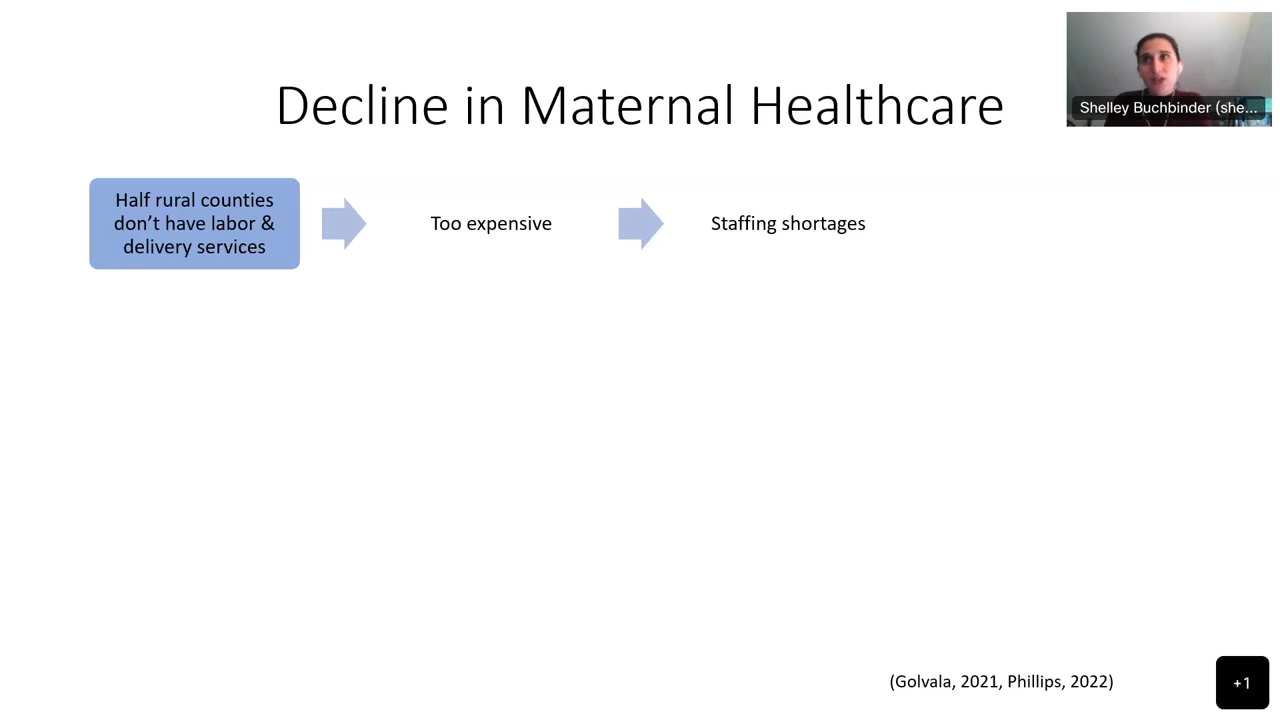 Decline in Maternal Healthcare
Shelley Buchbinder (she...
Half rural counties
don’t have labor &
delivery services
Too expensive
Staffing shortages
(Golvala, 2021, Phillips, 2022)
+1